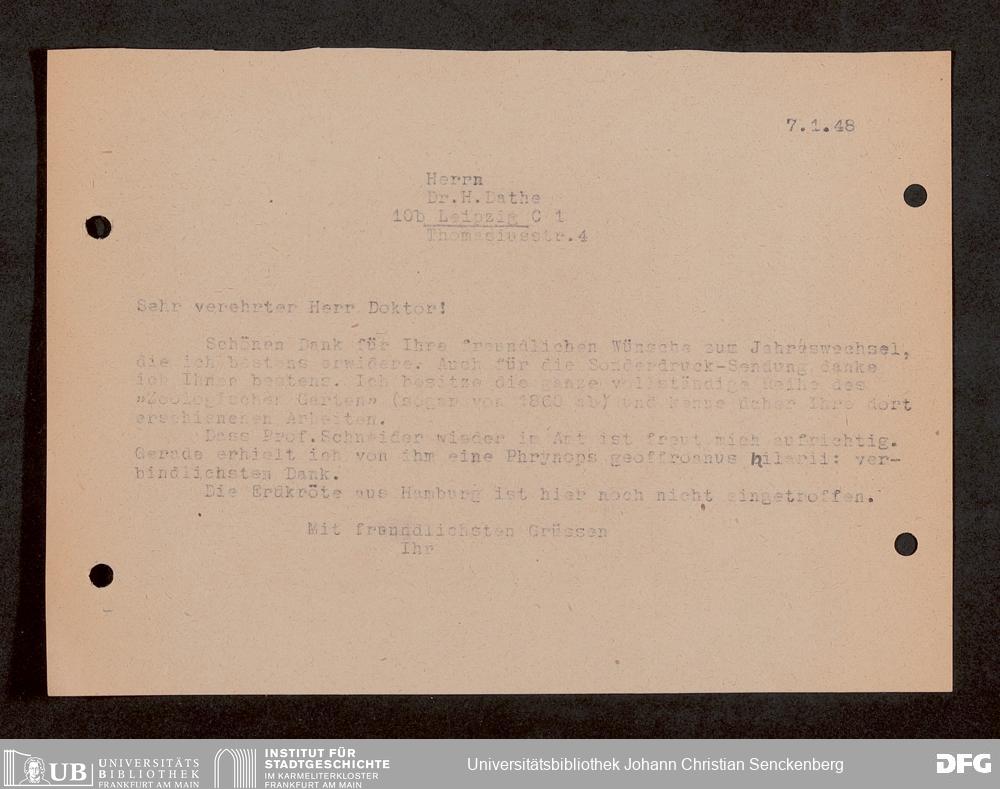 7.1.48
Herrn
Dr.H.Dathe
10b Leipzig C 1
Thomasiusstr.4
Sehr verehrter Herr Doktor!
Schönen Dank für Ihre freundlichen Wünsche zum Jahreswechsel,
die ich bestens erwidere. Auch für die Sonderdruck-Sendung danke
ich Ihnen bestens. Ich besitze die ganze vollständige Reihe des
"Zoologischen Garten" (sogar von 1860 ab) und kenne daher Ihre dort
erschienenen Arbeiten.
Dass Prof.Schneider wieder im Amt ist freut mich aufrichtig.
Gerade erhielt ich von ihm eine Phrynops geoffroanus hilarii: ver-
bindlichsten Dank.
Die Erdkröte aus Hamburg ist hier noch nicht eingetroffen.
Mit freundlichsten Grüssen
Ihr
UB
UNIVERSITÄTS
BIBLIOTHEK
FRANKFURT AM MAIN
INSTITUT FÜR
STADTGESCHICHTE
IM KARMELITERKLOSTER
FRANKFURT AM MAIN
Universitätsbibliothek Johann Christian Senckenberg
DFG